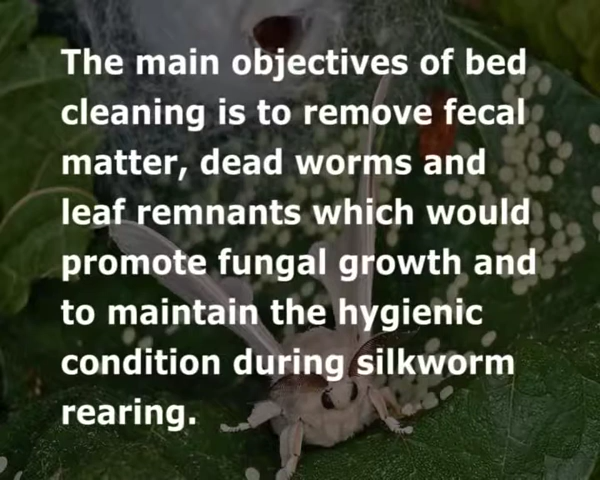 The main objectives of bed
cleaning is to remove fecal
matter, dead worms and
leaf remnants which would
promote fungal growth and
to maintain the hygienic
condition during silkworm
rearing.